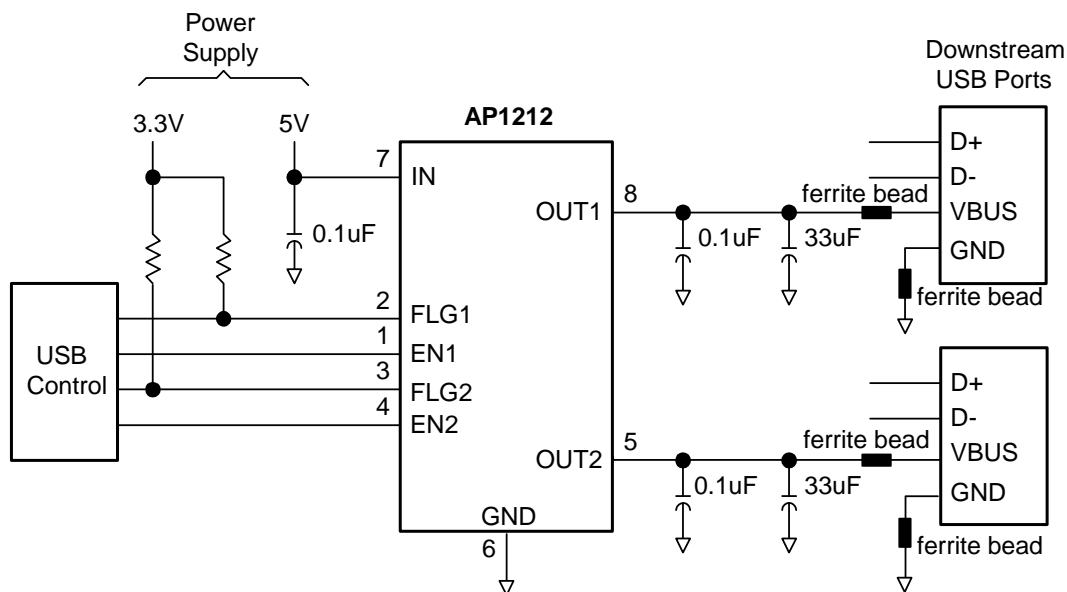 Power
Supply
3.3V
5V
0.1uF
USB
Control
AP1212
7
IN
2
FLG1
1
EN1
3
FLG2
4
EN2
OUT1
8
OUT2
5
GND
6
0.1uF
33uF
ferrite bead
Downstream
USB Ports
D+
D-
VBUS
GND
ferrite bead
0.1uF
33uF
ferrite bead
D+
D-
VBUS
GND
ferrite bead